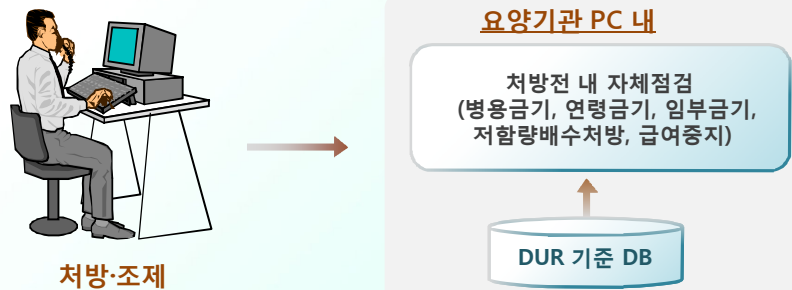 요양기관 PC 내
처방전 내 자체점검
(병용금기, 연령금기, 임부금기,
저함량배수처방, 급여중지)
DUR 기준 DB
처방·조제